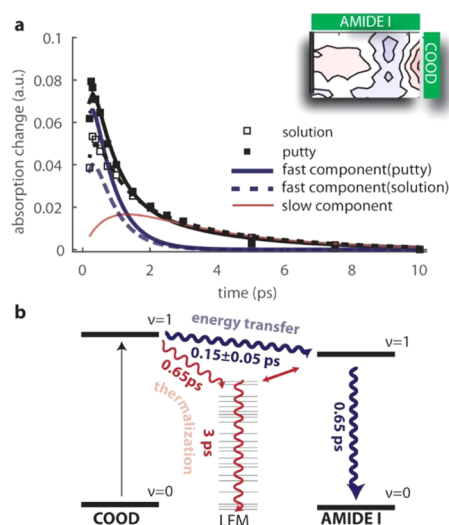 a
AMIDE I
COOD
absorption change (a.u.)
0.1
0.08
0.06
0.04
0.02
0
solution
putty
fast component(putty)
fast component(solution)
slow component
0 2 4 6 8 10
time (ps)
b
ν=1
energy transfer
0.15±0.05 ps
ν=1
0.65ps
thermalization
3 ps
0.65 ps
ν=0
ν=0
COOD
LFM
AMIDE I